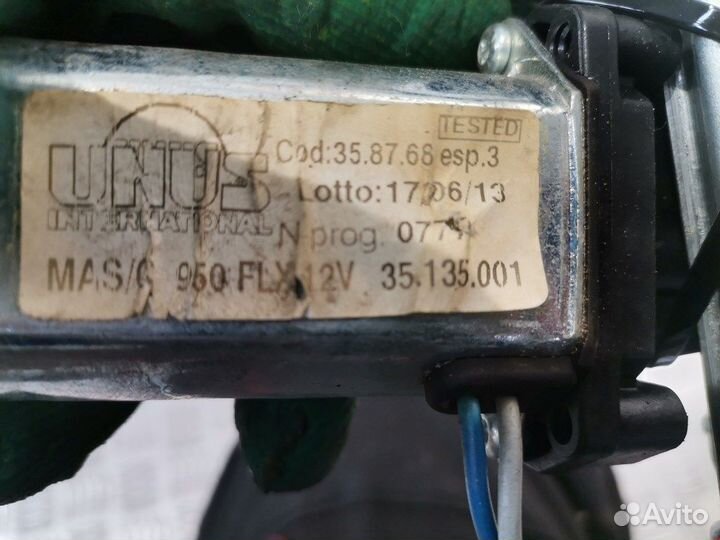 TESTED
UNUS
INTERNATIONAL
Cod:35.87.68 esp.3
Lotto: 17/06/13
N prog
MAS/C 950 FLX 12V 35.135.001
Avito